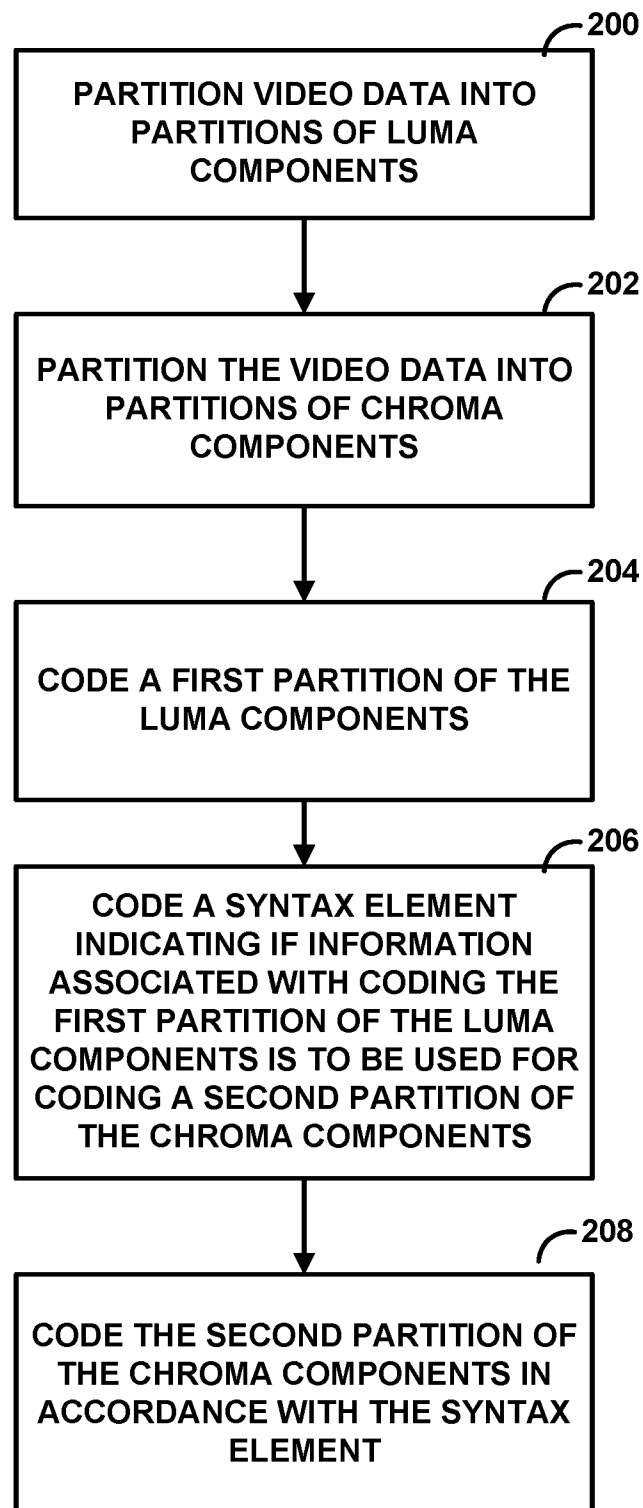 200
PARTITION VIDEO DATA INTO
PARTITIONS OF LUMA
COMPONENTS
202
PARTITION THE VIDEO DATA INTO
PARTITIONS OF CHROMA
COMPONENTS
204
CODE A FIRST PARTITION OF THE
LUMA COMPONENTS
206
CODE A SYNTAX ELEMENT
INDICATING IF INFORMATION
ASSOCIATED WITH CODING THE
FIRST PARTITION OF THE LUMA
COMPONENTS IS TO BE USED FOR
CODING A SECOND PARTITION OF
THE CHROMA COMPONENTS
208
CODE THE SECOND PARTITION OF
THE CHROMA COMPONENTS IN
ACCORDANCE WITH THE SYNTAX
ELEMENT